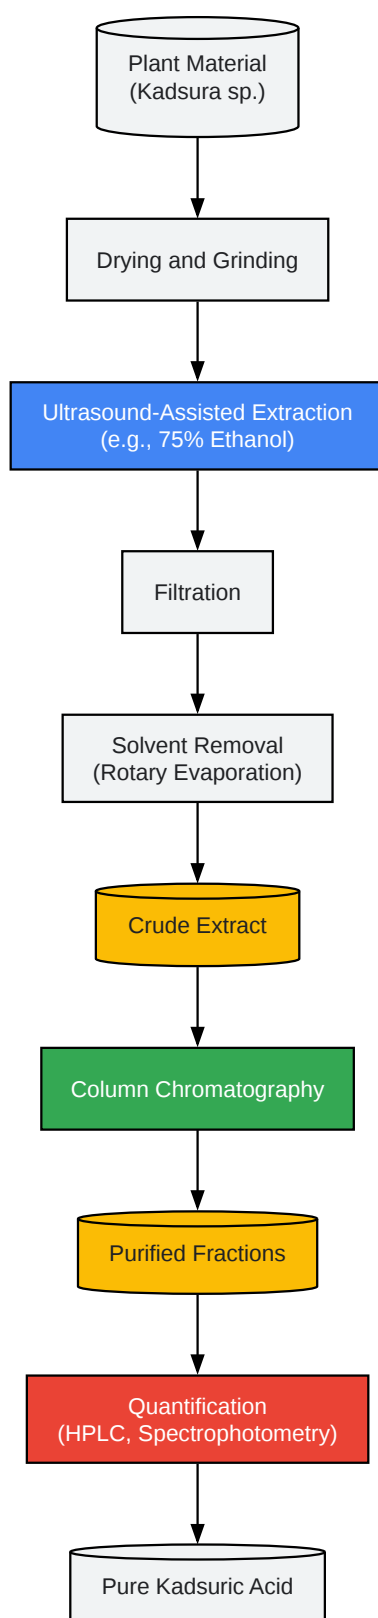 Plant Material
(Kadsura sp.)
Drying and Grinding
Ultrasound-Assisted Extraction
(e.g., 75% Ethanol)
Filtration
Solvent Removal
(Rotary Evaporation)
Crude Extract
Column Chromatography
Purified Fractions
Quantification
(HPLC, Spectrophotometry)
Pure Kadsuric Acid